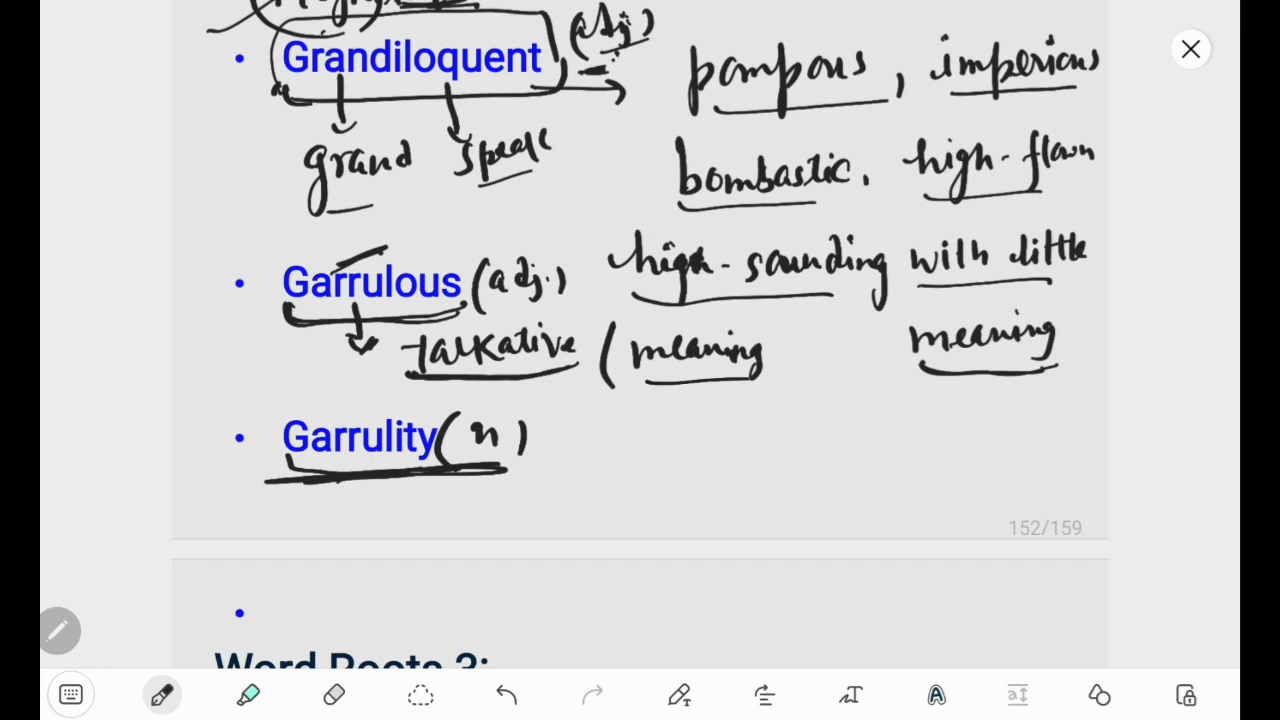 • Grandiloquent (adj) pompous, imperious
grand speak bombastic. high-flown
• Garrulous (adj.) high-sounding with little
talkative (meaning meaning
• Garrulity (n)
152/159
•
Word Roots 3: